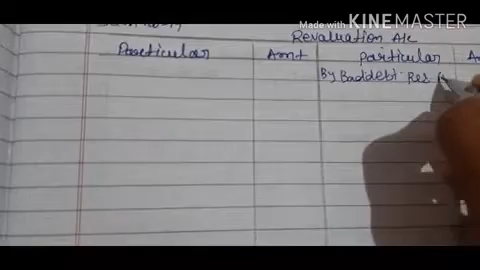 Made with KINEMASTER
Revaluation A/c
Particular Amt Particular A
By Baddebt Res